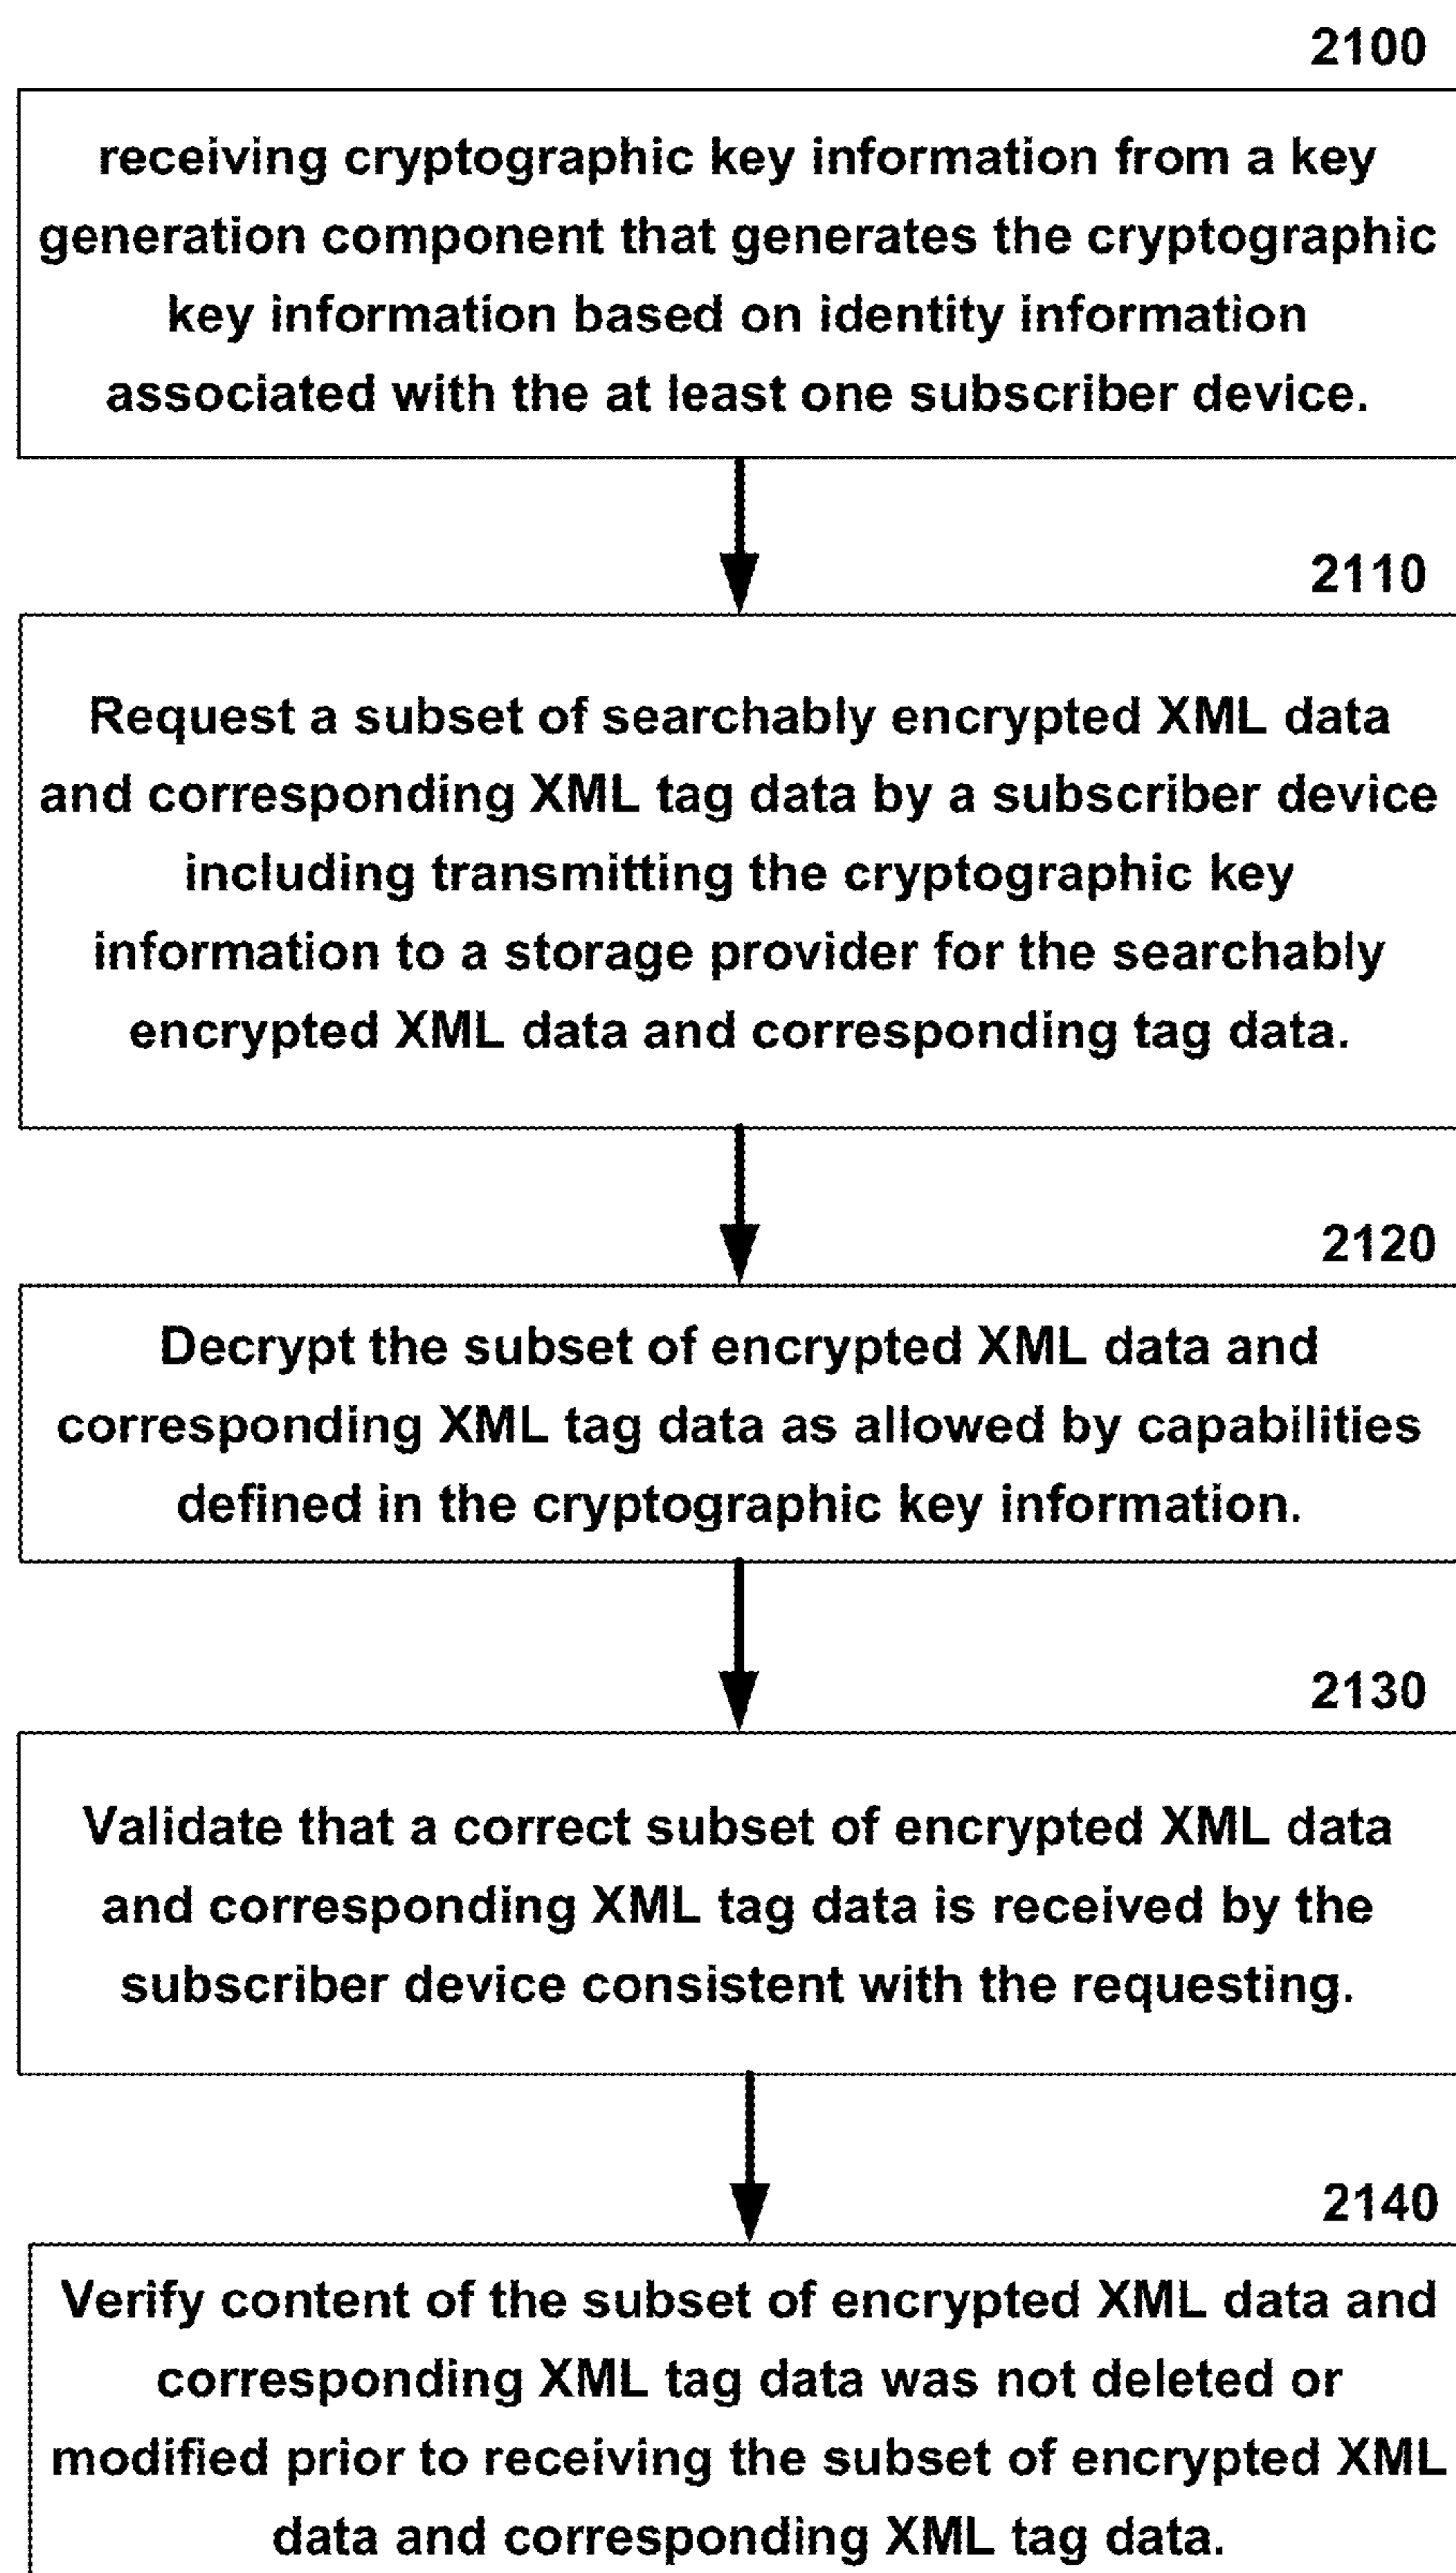 2100
receiving cryptographic key information from a key
generation component that generates the cryptographic
key information based on identity information
associated with the at least one subscriber device.
2110
Request a subset of searchably encrypted XML data
and corresponding XML tag data by a subscriber device
including transmitting the cryptographic key
information to a storage provider for the searchably
encrypted XML data and corresponding tag data.
2120
Decrypt the subset of encrypted XML data and
corresponding XML tag data as allowed by capabilities
defined in the cryptographic key information.
2130
Validate that a correct subset of encrypted XML data
and corresponding XML tag data is received by the
subscriber device consistent with the requesting.
2140
Verify content of the subset of encrypted XML data and
corresponding XML tag data was not deleted or
modified prior to receiving the subset of encrypted XML
data and corresponding XML tag data.